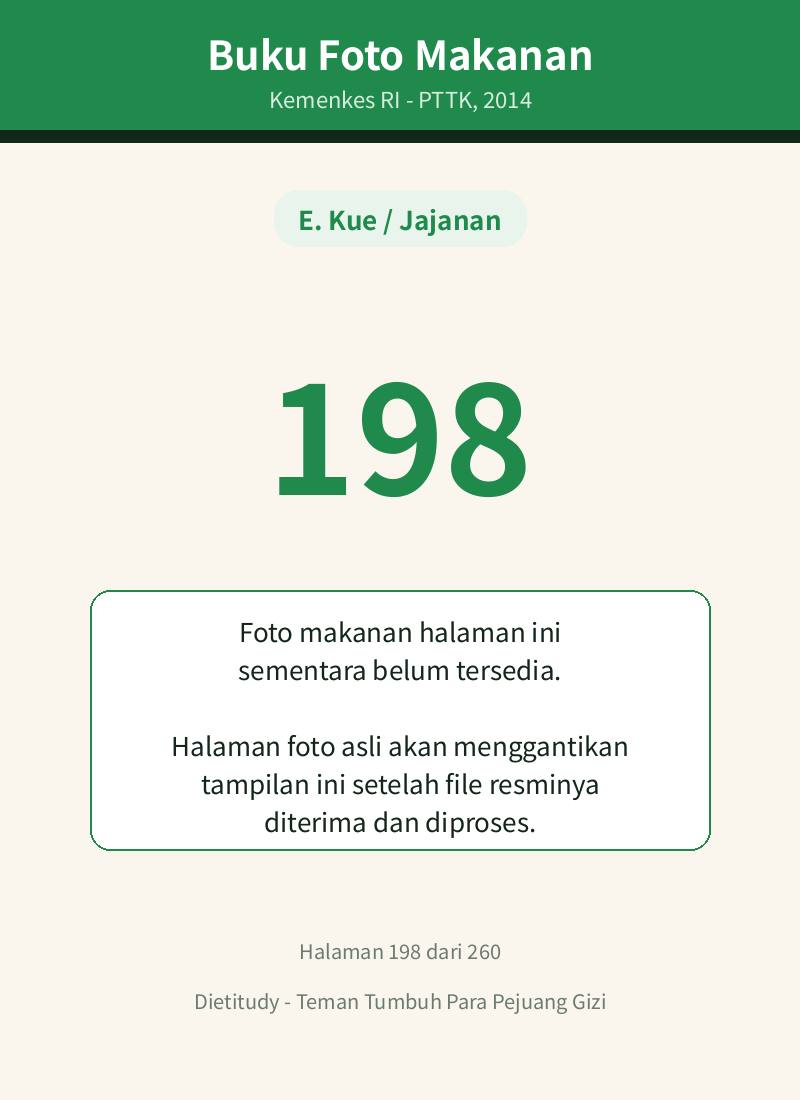 Buku Foto Makanan
Kemenkes RI - PTTK, 2014
E. Kue / Jajanan
198
Foto makanan halaman ini
sementara belum tersedia.
Halaman foto asli akan menggantikan
tampilan ini setelah file resminya
diterima dan diproses.
Halaman 198 dari 260
Dietitudy - Teman Tumbuh Para Pejuang Gizi